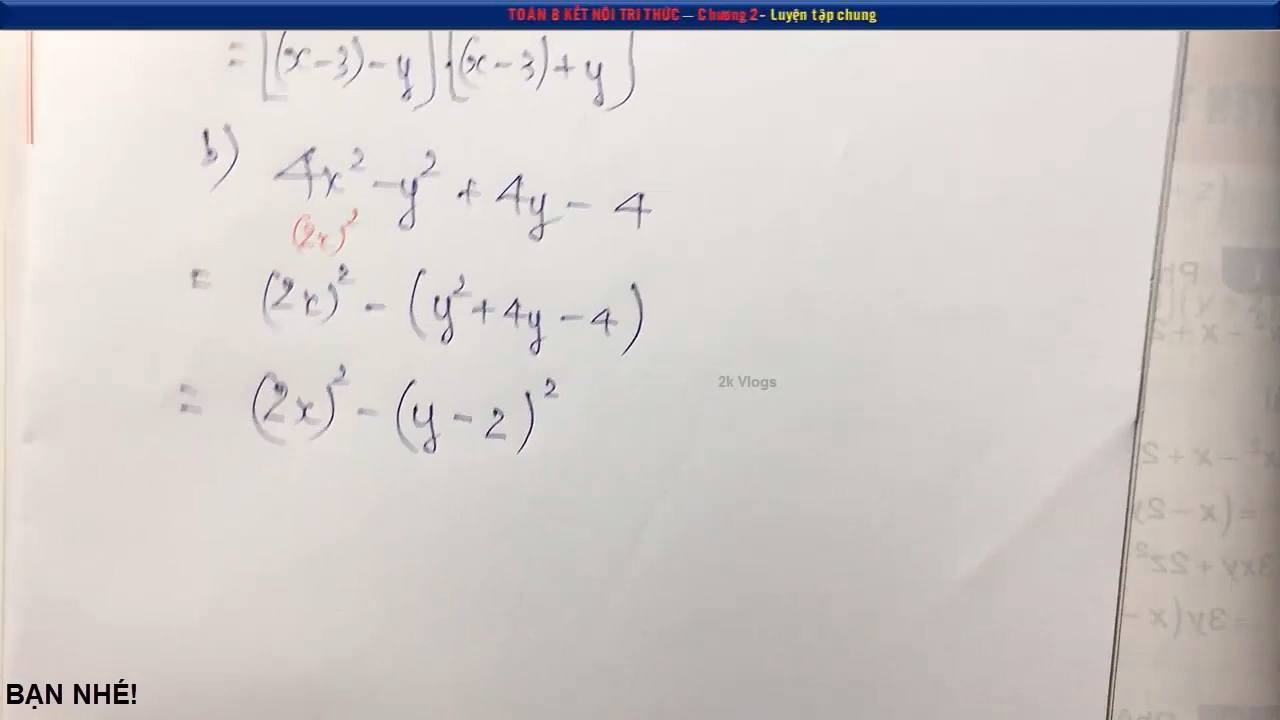 TOÁN 8 KẾT NỐI TRI THỨC – Chương 2 - Luyện tập chung
= [(x - 3) - y] [(x - 3) + y]
b) 4x² - y² + 4y - 4
(2x)²
= (2x)² - (y² + 4y - 4)
= (2x)² - (y - 2)²
2k Vlogs
BẠN NHÉ!